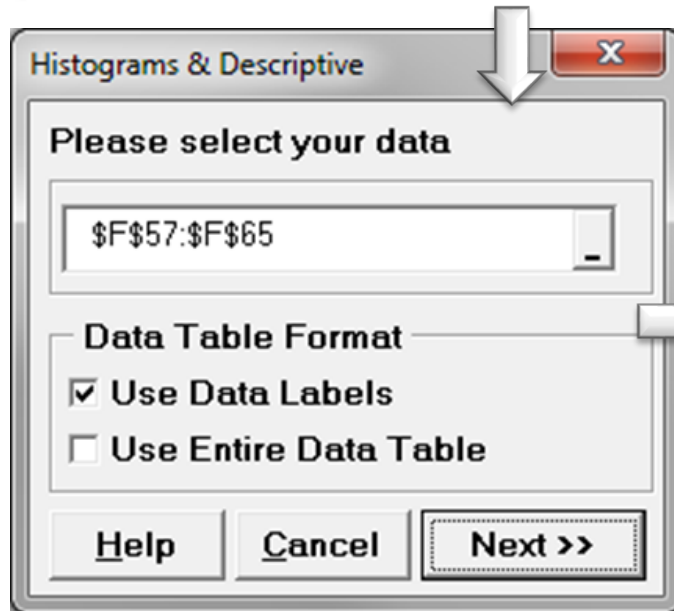 Histograms & Descriptive
Please select your data
$F$57:$F$65
Data Table Format
Use Data Labels
Use Entire Data Table
Help
Cancel
Next >>